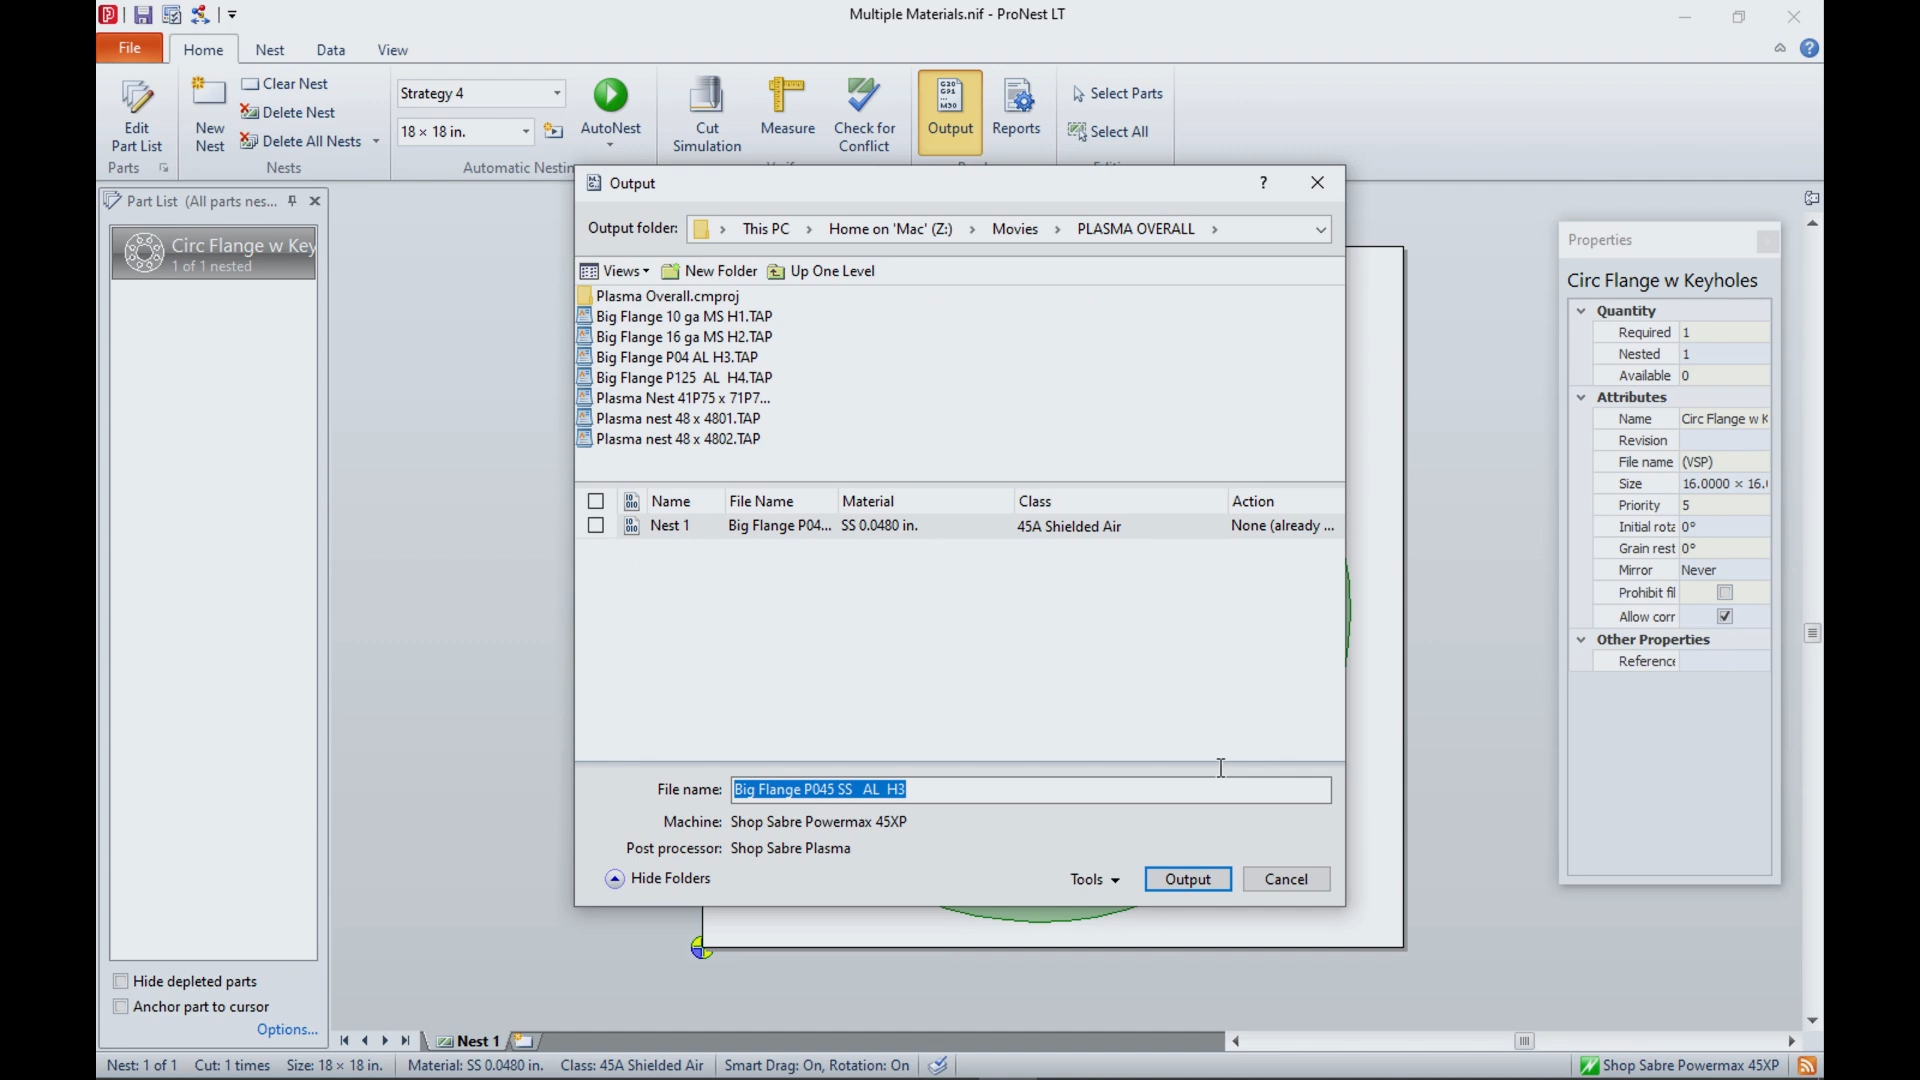 Multiple Materials.nif - ProNest LT
File
Home
Nest
Data
View
Edit
Part List
New
Nest
Clear Nest
Delete Nest
Delete All Nests
Strategy 4
18 × 18 in.
AutoNest
Cut
Simulation
Measure
Check for
Conflict
Output
Reports
Select Parts
Select All
Parts
Nests
Automatic Nestin
Part List (All parts nes...
Circ Flange w Key
1 of 1 nested
Output
Output folder:
This PC
Home on 'Mac' (Z:)
Movies
PLASMA OVERALL
Views
New Folder
Up One Level
Plasma Overall.cmproj
Big Flange 10 ga MS H1.TAP
Big Flange 16 ga MS H2.TAP
Big Flange P04 AL H3.TAP
Big Flange P125 AL H4.TAP
Plasma Nest 41P75 x 71P7...
Plasma nest 48 x 4801.TAP
Plasma nest 48 x 4802.TAP
Name File Name Material Class Action
Nest 1 Big Flange P04... SS 0.0480 in. 45A Shielded Air None (already ...
File name: Big Flange P045 SS AL H3
Machine: Shop Sabre Powermax 45XP
Post processor: Shop Sabre Plasma
Hide Folders
Tools
Output
Cancel
Properties
Circ Flange w Keyholes
Quantity
Required 1
Nested 1
Available 0
Attributes
Name Circ Flange w K
Revision
File name (VSP)
Size 16.0000 × 16.
Priority 5
Initial rota 0°
Grain rest 0°
Mirror Never
Prohibit fil
Allow corr
Other Properties
Reference
Hide depleted parts
Anchor part to cursor
Options...
Nest 1
Nest: 1 of 1 Cut: 1 times Size: 18 × 18 in. Material: SS 0.0480 in. Class: 45A Shielded Air Smart Drag: On, Rotation: On Shop Sabre Powermax 45XP